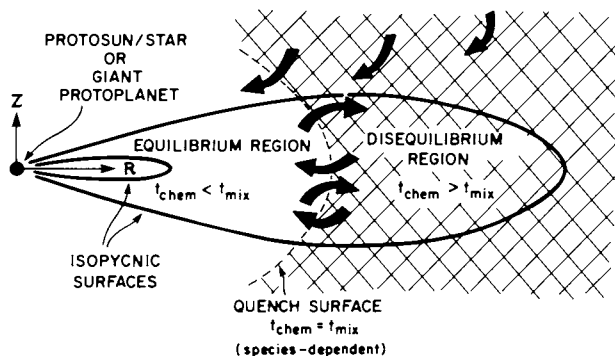 PROTOSUN/STAR
OR
GIANT
PROTOPLANET
Z
R
EQUILIBRIUM REGION
t_chem < t_mix
DISEQUILIBRIUM
REGION
t_chem > t_mix
ISOPYCNIC
SURFACES
QUENCH SURFACE
t_chem = t_mix
(species-dependent)